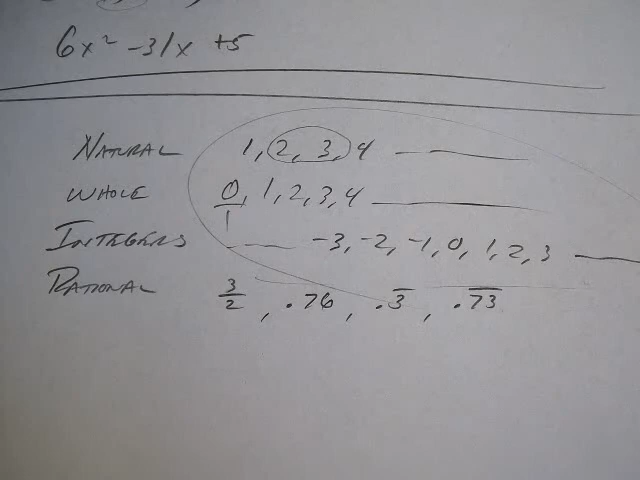 6x² -31x +5
NATURAL 1, 2, 3, 4
WHOLE 0/1, 1, 2, 3, 4
INTEGERS -3, -2, -1, 0, 1, 2, 3
RATIONAL 3/2, .76, .3̅, .7̅3̅